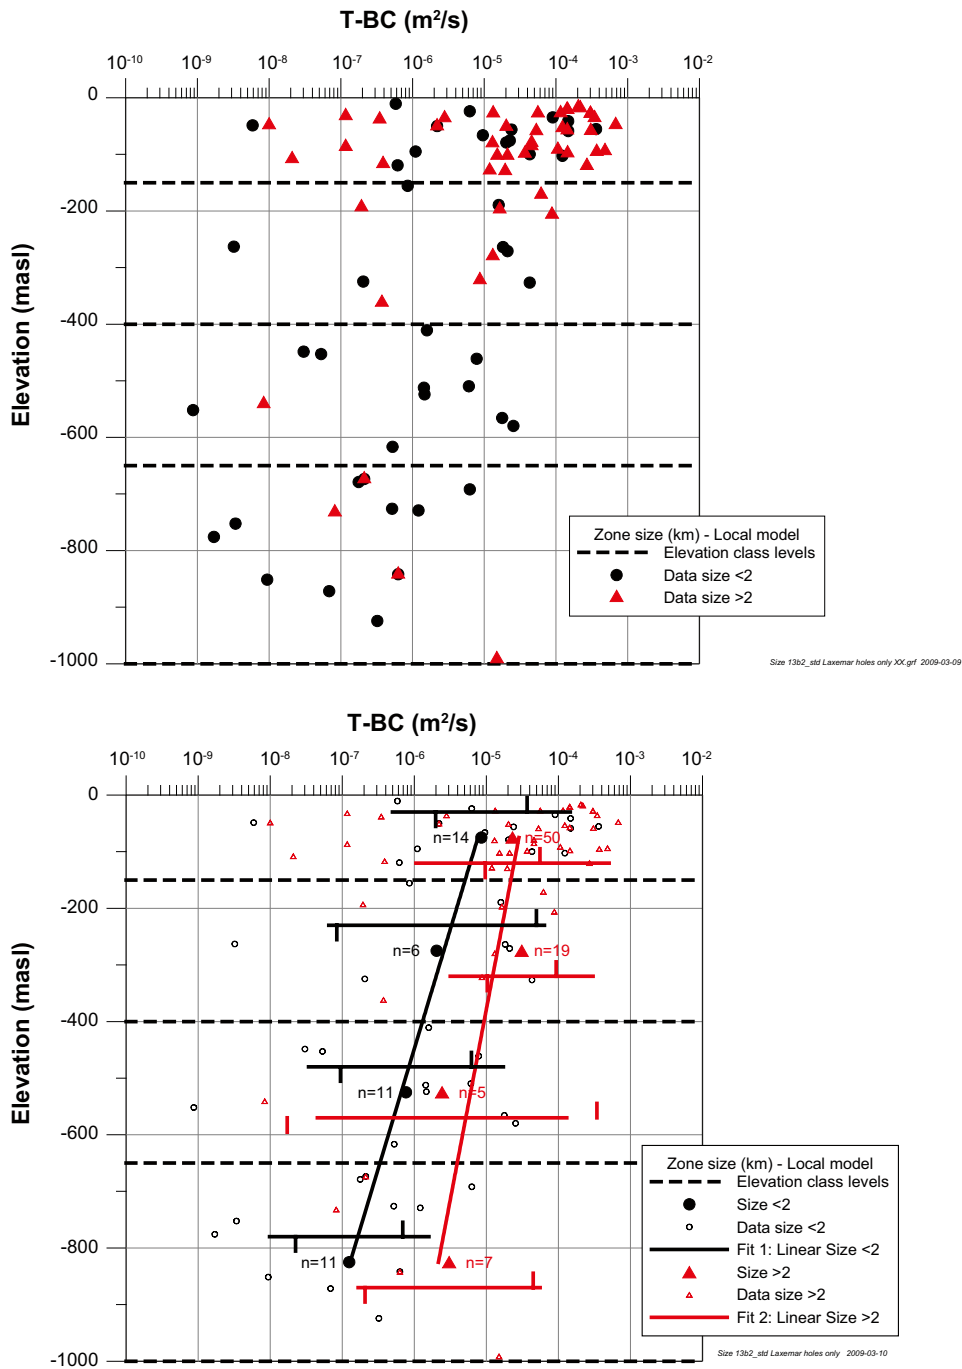 T-BC (m²/s)
10⁻¹⁰ 10⁻⁹ 10⁻⁸ 10⁻⁷ 10⁻⁶ 10⁻⁵ 10⁻⁴ 10⁻³ 10⁻²
0
-200
-400
-600
-800
-1000
Elevation (masl)
Zone size (km) - Local model
Elevation class levels
Data size <2
Data size >2
Size 13b2_std Laxemar holes only XX.grf 2009-03-09
T-BC (m²/s)
10⁻¹⁰ 10⁻⁹ 10⁻⁸ 10⁻⁷ 10⁻⁶ 10⁻⁵ 10⁻⁴ 10⁻³ 10⁻²
0
n=14 n=50
-200
n=6 n=19
-400
n=11 n=5
-600
-800
n=11 n=7
-1000
Elevation (masl)
Zone size (km) - Local model
Elevation class levels
Size <2
Data size <2
Fit 1: Linear Size <2
Size >2
Data size >2
Fit 2: Linear Size >2
Size 13b2_std Laxemar holes only 2009-03-10